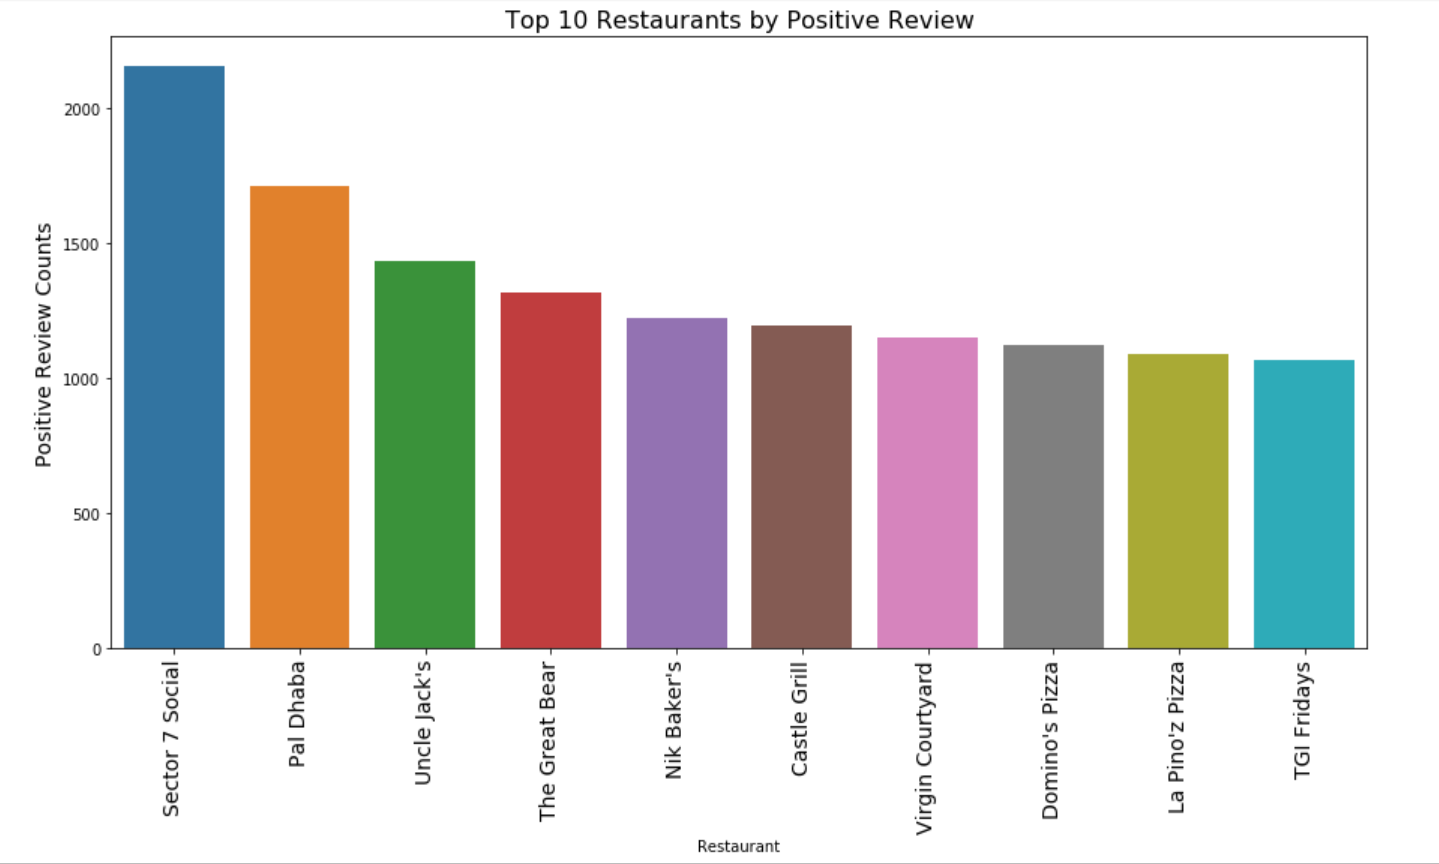 Top 10 Restaurants by Positive Review
Positive Review Counts
2000
1500
1000
500
0
Sector 7 Social
Pal Dhaba
Uncle Jack's
The Great Bear
Nik Baker's
Castle Grill
Virgin Courtyard
Domino's Pizza
La Pino'z Pizza
TGI Fridays
Restaurant